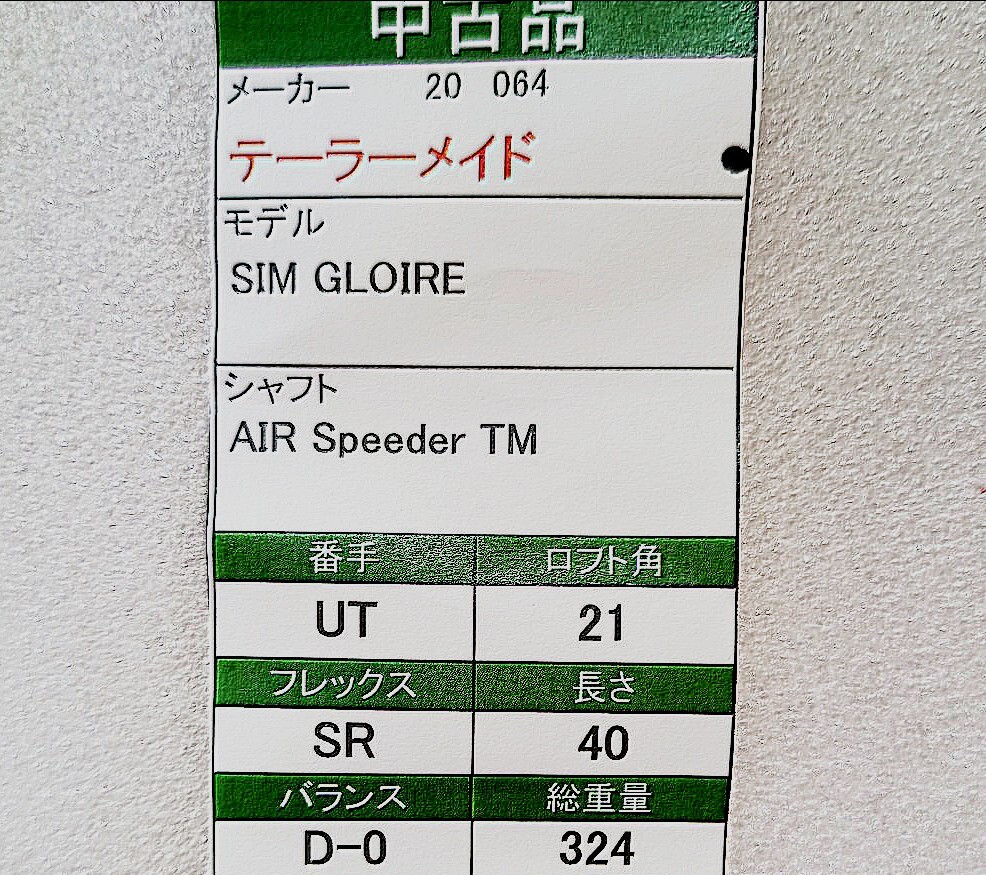 中古品
メーカー 20 064
テーラーメイド
モデル
SIM GLOIRE
シャフト
AIR Speeder TM
番手 ロフト角
UT 21
フレックス 長さ
SR 40
バランス 総重量
D-0 324